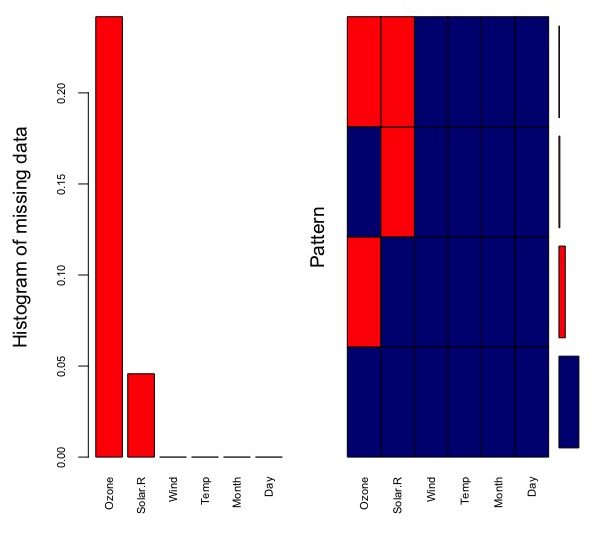 Histogram of missing data
0.20
0.15
0.10
0.05
0.00
Ozone
Solar.R
Wind
Temp
Month
Day
Pattern
Ozone
Solar.R
Wind
Temp
Month
Day